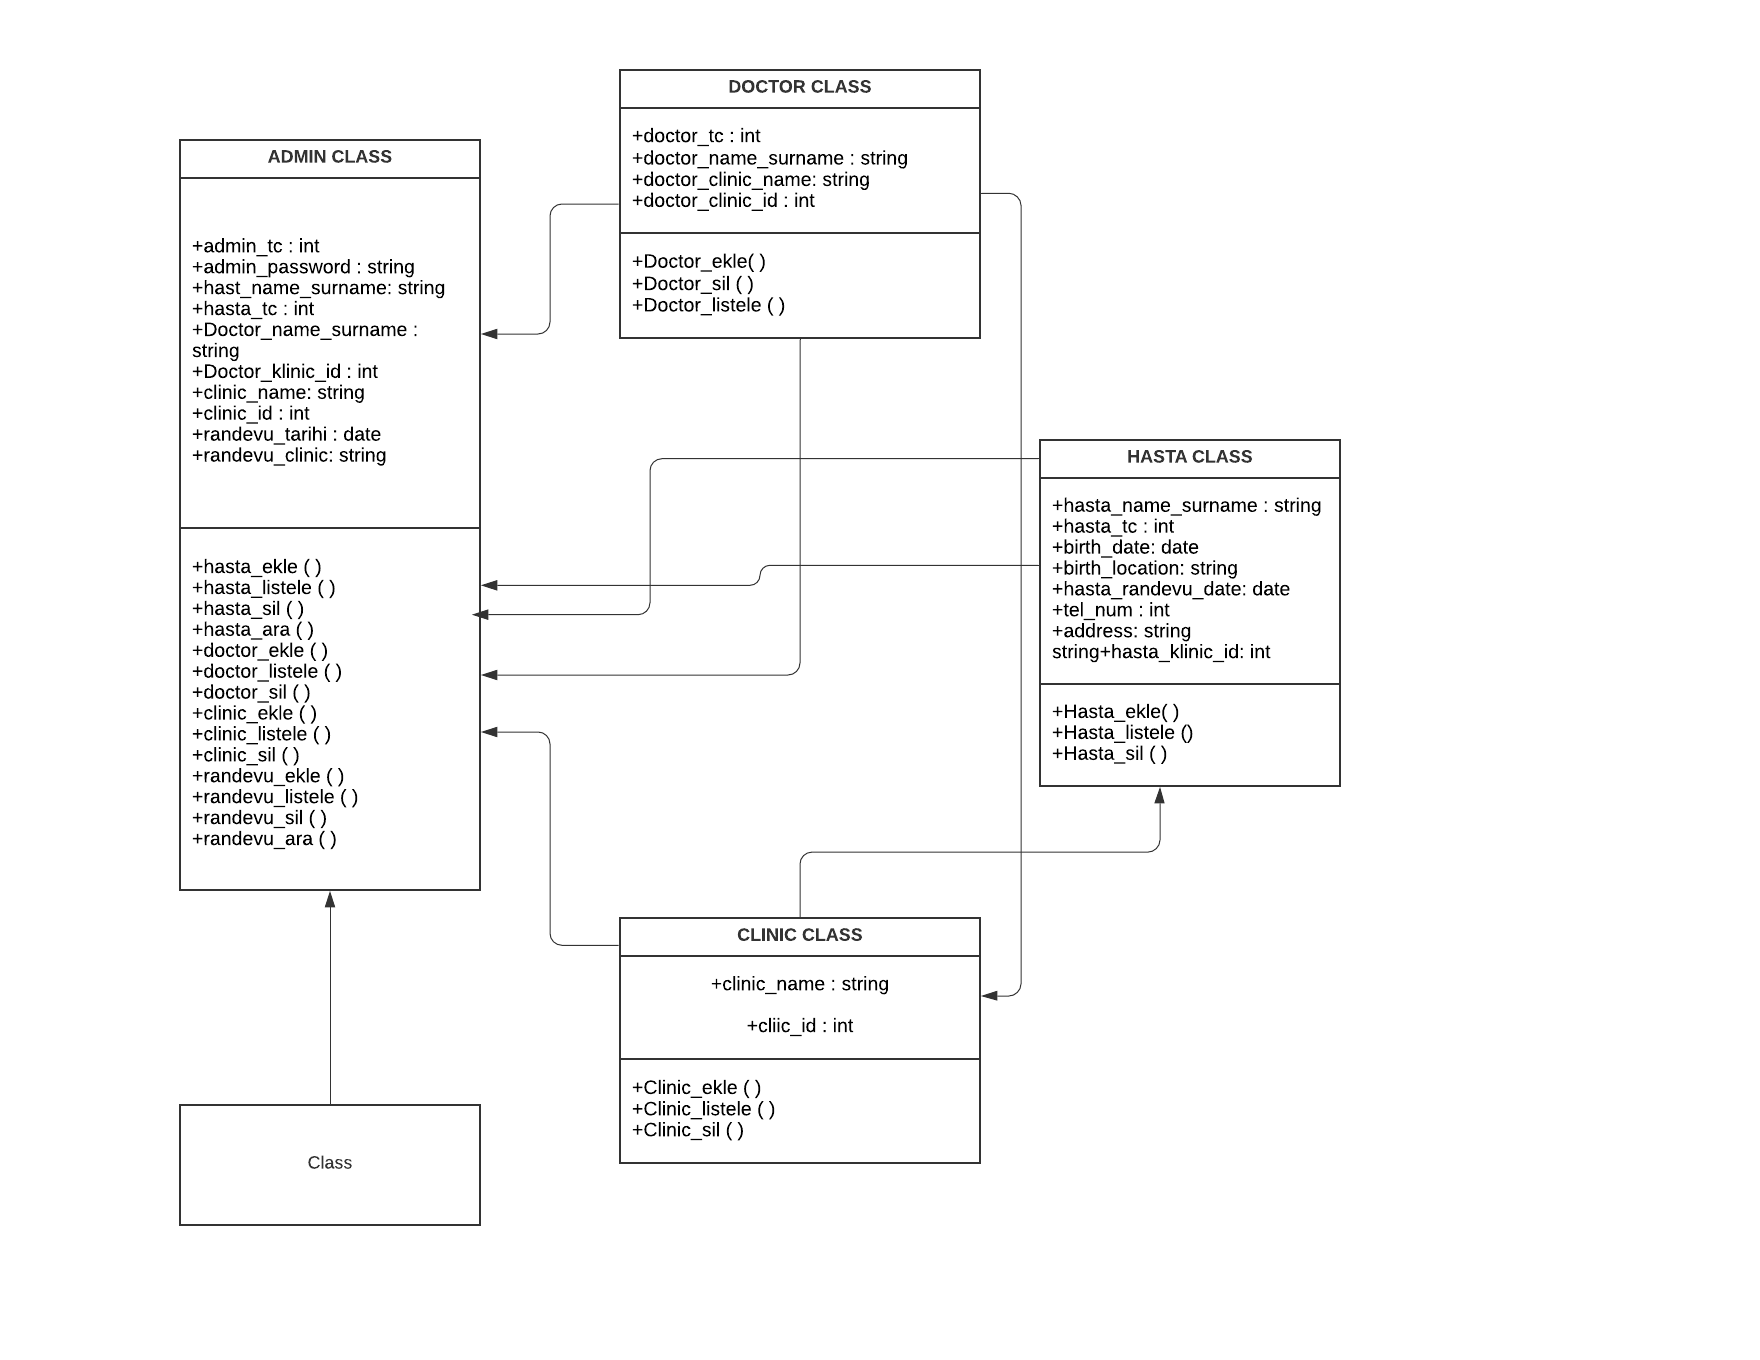 DOCTOR CLASS
+doctor_tc : int
+doctor_name_surname : string
+doctor_clinic_name: string
+doctor_clinic_id : int
+Doctor_ekle( )
+Doctor_sil ( )
+Doctor_listele ( )
ADMIN CLASS
+admin_tc : int
+admin_password : string
+hast_name_surname: string
+hasta_tc : int
+Doctor_name_surname :
string
+Doctor_klinic_id : int
+clinic_name: string
+clinic_id : int
+randevu_tarihi : date
+randevu_clinic: string
+hasta_ekle ( )
+hasta_listele ( )
+hasta_sil ( )
+hasta_ara ( )
+doctor_ekle ( )
+doctor_listele ( )
+doctor_sil ( )
+clinic_ekle ( )
+clinic_listele ( )
+clinic_sil ( )
+randevu_ekle ( )
+randevu_listele ( )
+randevu_sil ( )
+randevu_ara ( )
HASTA CLASS
+hasta_name_surname : string
+hasta_tc : int
+birth_date: date
+birth_location: string
+hasta_randevu_date: date
+tel_num : int
+address: string
string+hasta_klinic_id: int
+Hasta_ekle( )
+Hasta_listele ()
+Hasta_sil ( )
CLINIC CLASS
+clinic_name : string
+cliic_id : int
+Clinic_ekle ( )
+Clinic_listele ( )
+Clinic_sil ( )
Class